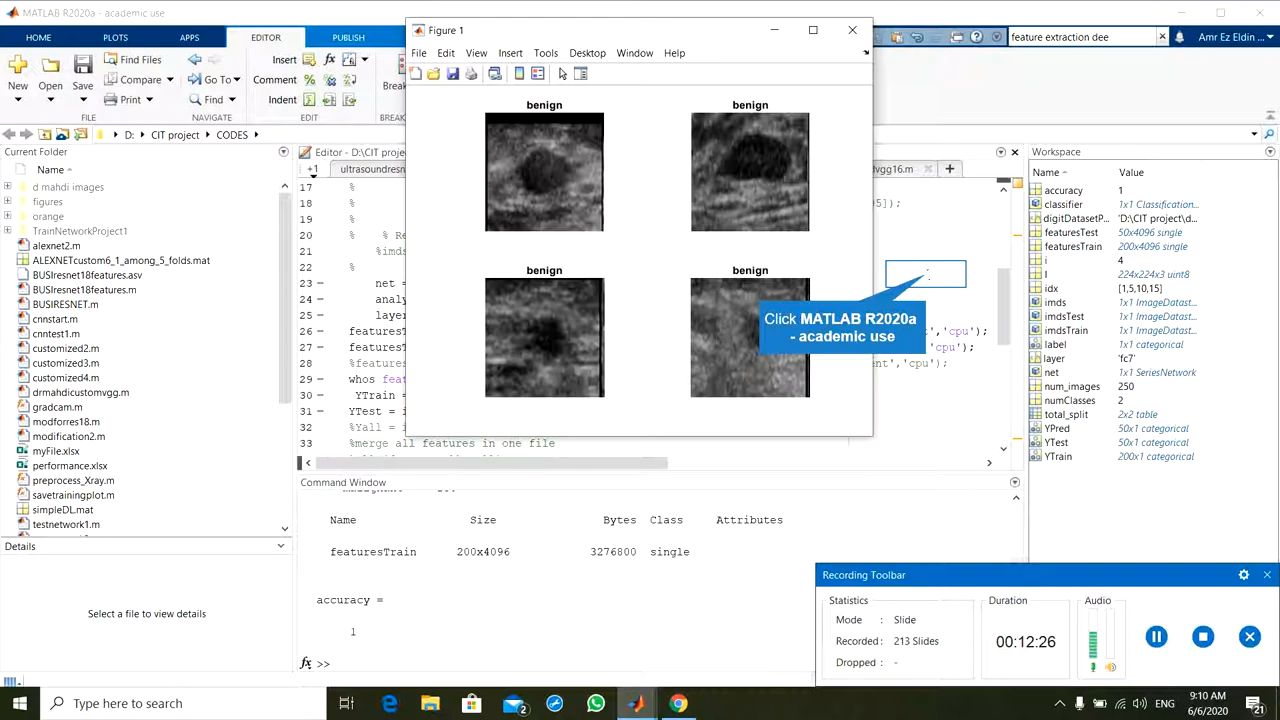 MATLAB R2020a - academic use
Figure 1
HOME PLOTS APPS EDITOR PUBLISH
File Edit View Insert Tools Desktop Window Help
feature extraction dee
Amr Ez Eldin
New Open Save
Find Files
Compare
Print
Go To
Find
Insert
Comment
Indent
FILE NAVIGATE EDIT
D: CIT project CODES
Current Folder
Name
d mahdi images
figures
orange
TrainNetworkProject1
alexnet2.m
ALEXNETcustom6_1_among_5_folds.mat
BUSIresnet18features.asv
BUSIresnet18features.m
BUSIRESNET.m
cnnstart.m
cnntest1.m
customized2.m
customized3.m
customized4.m
drmahdicustomvgg.m
gradcam.m
modforres18.m
modification2.m
myFile.xlsx
performance.xlsx
preprocess_Xray.m
savetrainingplot.m
simpleDL.mat
testnetwork1.m
Details
Select a file to view details
benign
benign
benign
benign
Click MATLAB R2020a
- academic use
+1
17 %
18 %
19 %
20 %
21
22 %
23 net =
24
25
26
27
28
29 whos
30 YTrain =
31
32
33 %merge all features in one file
Command Window
Name Size Bytes Class Attributes
featuresTrain 200x4096 3276800 single
accuracy =
1
fx >>
Workspace
Name Value
accuracy 1
classifier 1x1 Classification...
digitDatasetP... 'D:\CIT project\d...
featuresTest 50x4096 single
featuresTrain 200x4096 single
i 4
I 224x224x3 uint8
idx [1,5,10,15]
imds 1x1 ImageDatast...
imdsTest 1x1 ImageDatast...
imdsTrain 1x1 ImageDatast...
label 1x1 categorical
layer 'fc7'
net 1x1 SeriesNetwork
num_images 250
numClasses 2
total_split 2x2 table
YPred 50x1 categorical
YTest 50x1 categorical
YTrain 200x1 categorical
Recording Toolbar
Statistics
Mode : Slide
Recorded : 213 Slides
Dropped : -
Duration
00:12:26
Audio
Type here to search
2
ENG
9:10 AM
6/6/2020
21